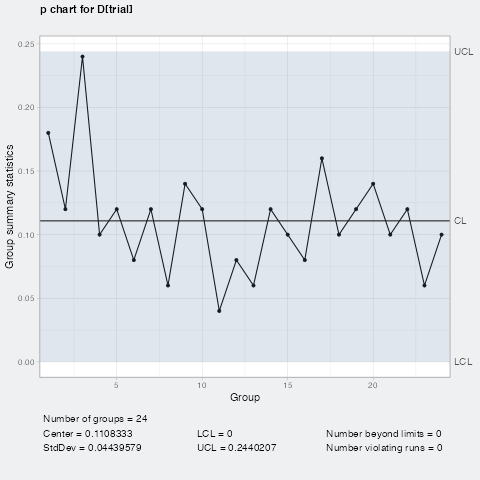 p chart for D[trial]
0.25
0.20
0.15
0.10
0.05
0.00
Group summary statistics
UCL
CL
LCL
5 10 15 20
Group
Number of groups = 24
Center = 0.1108333 LCL = 0 Number beyond limits = 0
StdDev = 0.04439579 UCL = 0.2440207 Number violating runs = 0